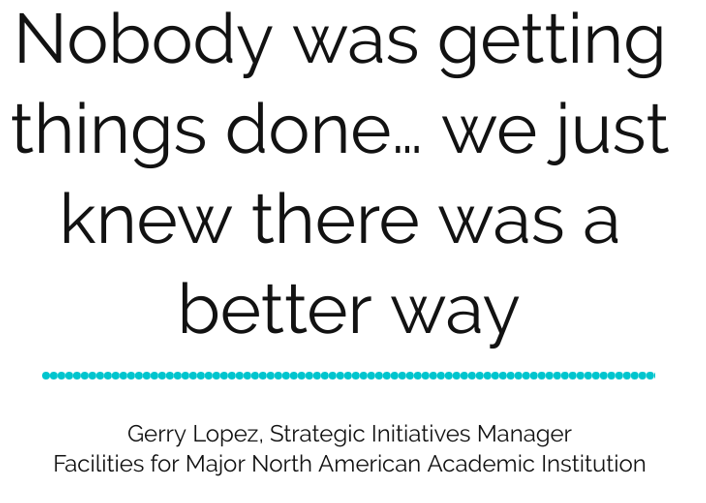 Nobody was getting
things done... we just
knew there was a
better way
Gerry Lopez, Strategic Initiatives Manager
Facilities for Major North American Academic Institution